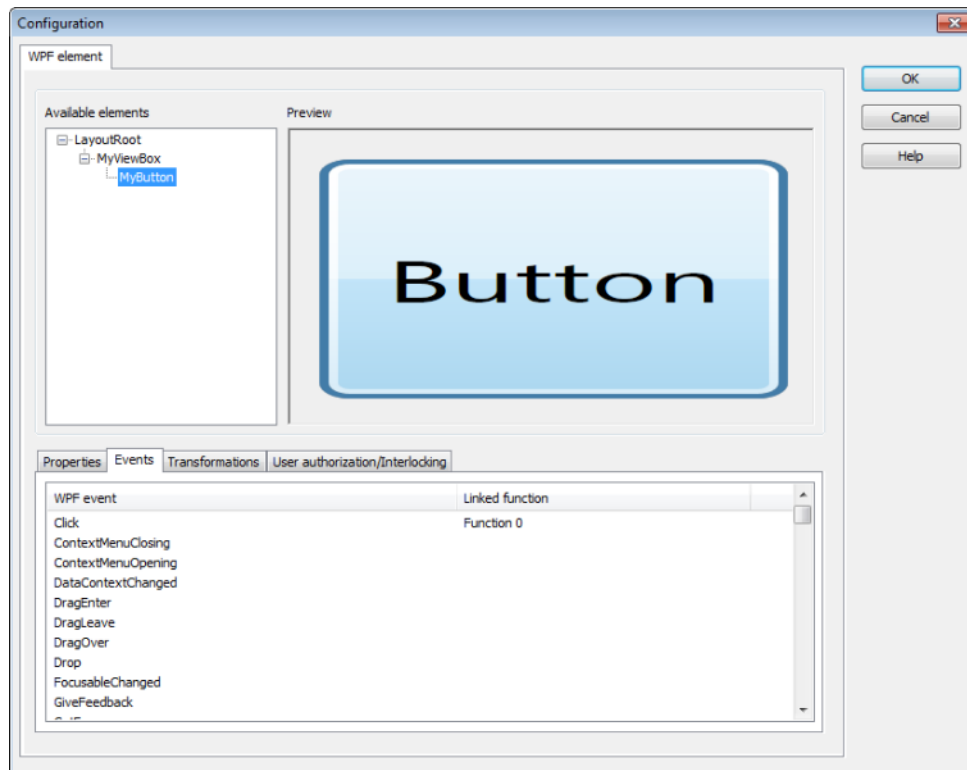 Configuration
WPF element
OK
Cancel
Help
Available elements
Preview
LayoutRoot
MyViewBox
MyButton
Button
Properties
Events
Transformations
User authorization/Interlocking
WPF event
Linked function
Click
Function 0
ContextMenuClosing
ContextMenuOpening
DataContextChanged
DragEnter
DragLeave
DragOver
Drop
FocusableChanged
GiveFeedback